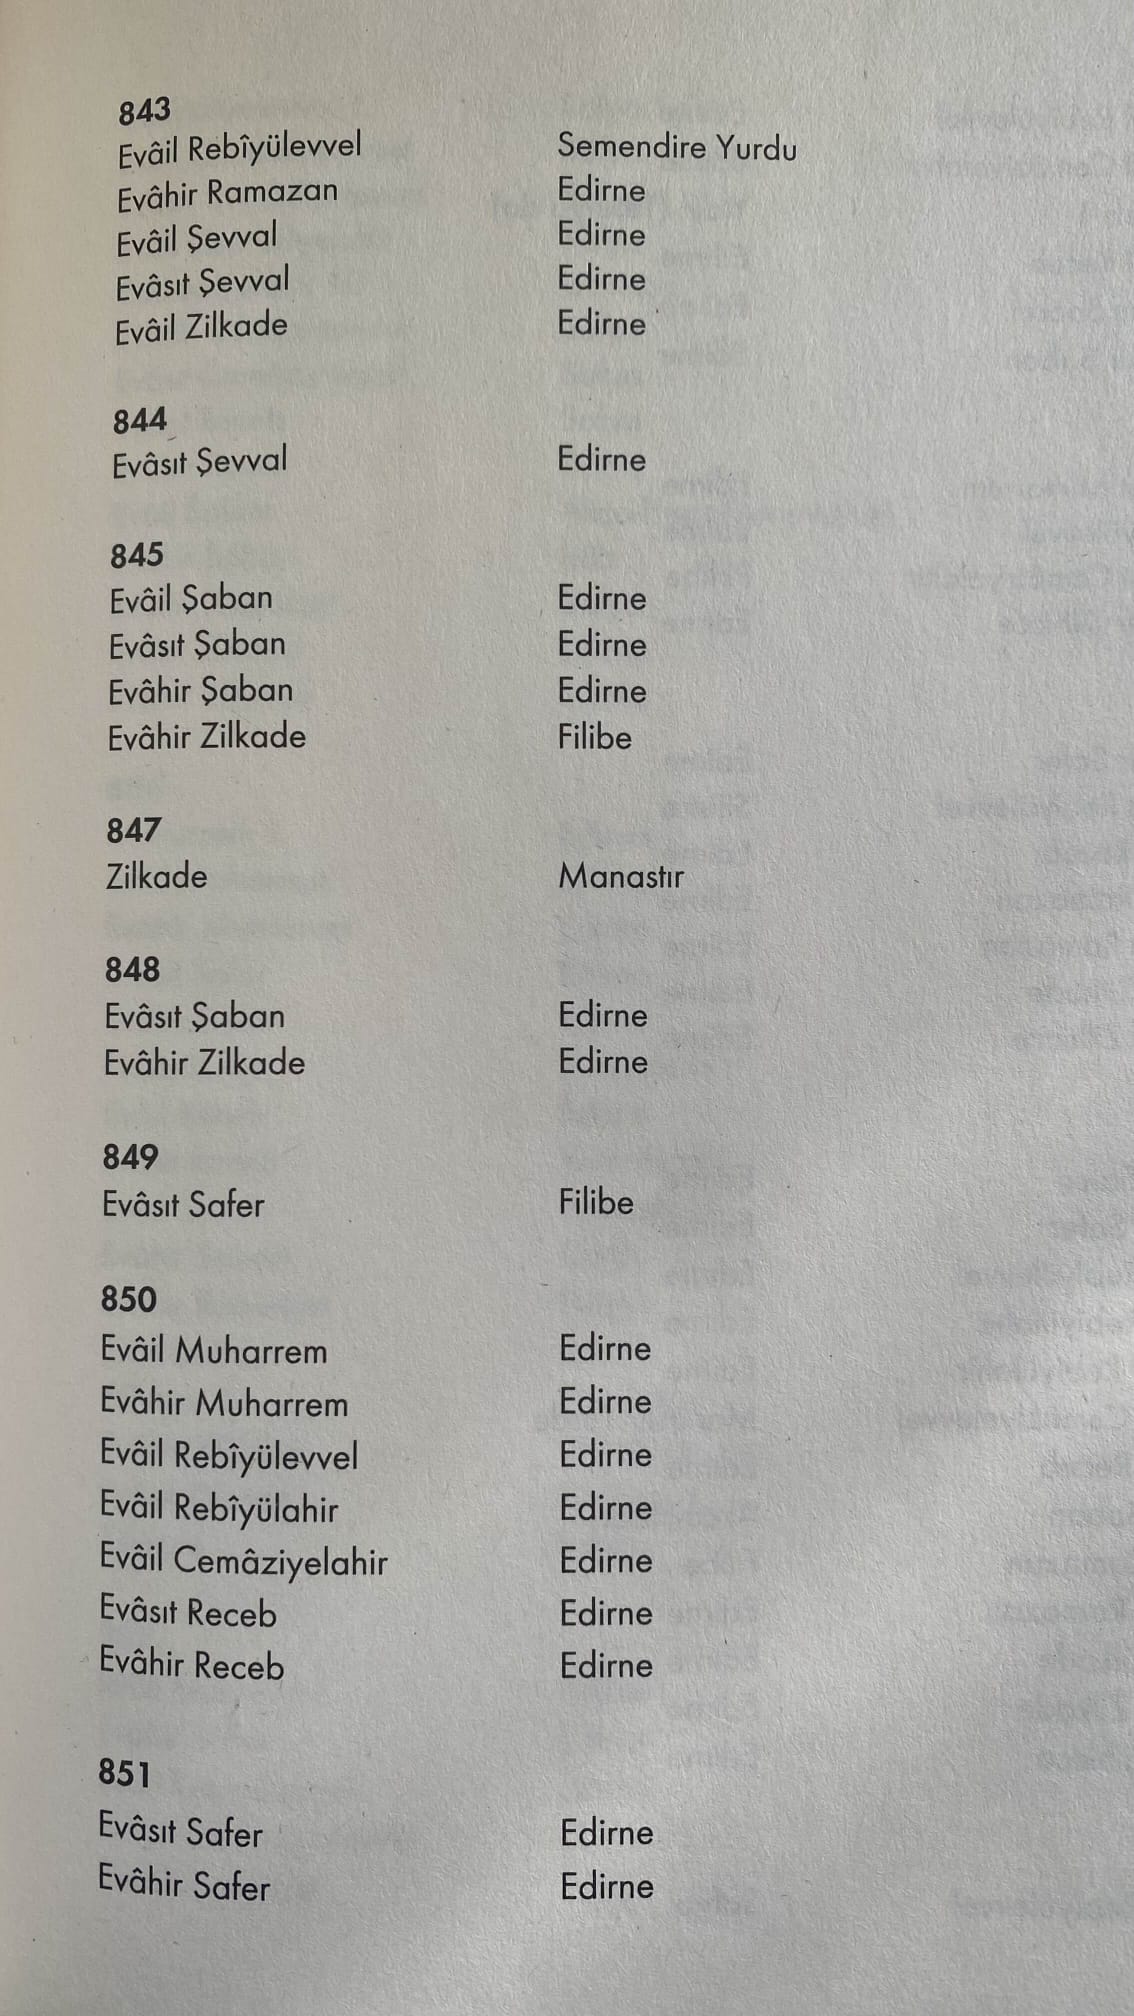 843
Evâil Rebîyülevvel Semendire Yurdu
Evâhir Ramazan Edirne
Evâil Şevval Edirne
Evâsıt Şevval Edirne
Evâil Zilkade Edirne
844
Evâsıt Şevval Edirne
845
Evâil Şaban Edirne
Evâsıt Şaban Edirne
Evâhir Şaban Edirne
Evâhir Zilkade Filibe
847
Zilkade Manastır
848
Evâsıt Şaban Edirne
Evâhir Zilkade Edirne
849
Evâsıt Safer Filibe
850
Evâil Muharrem Edirne
Evâhir Muharrem Edirne
Evâil Rebîyülevvel Edirne
Evâil Rebîyülahir Edirne
Evâil Cemâziyelahir Edirne
Evâsıt Receb Edirne
Evâhir Receb Edirne
851
Evâsıt Safer Edirne
Evâhir Safer Edirne